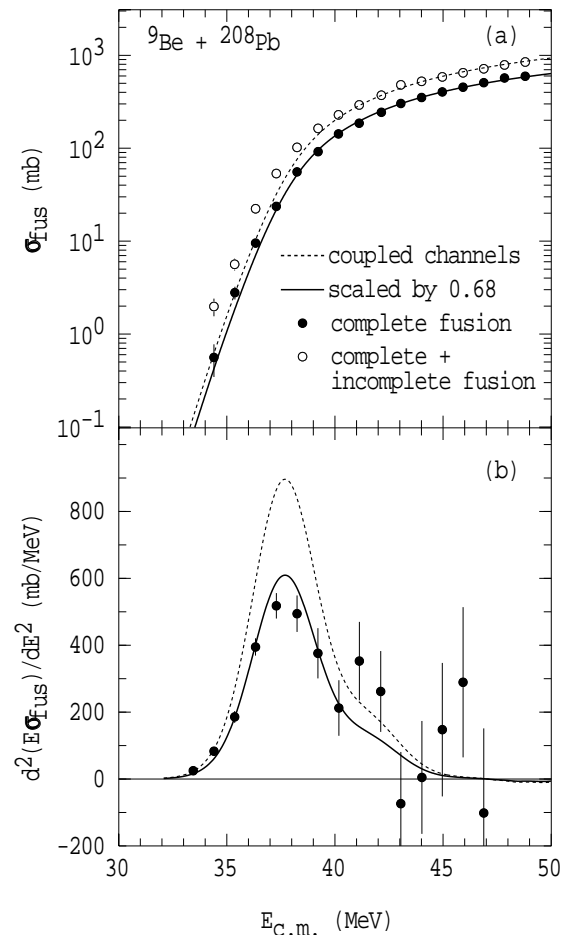 ⁹Be + ²⁰⁸Pb
(a)
10³
10²
10¹
10⁰
10⁻¹
σfus (mb)
coupled channels
scaled by 0.68
complete fusion
complete +
incomplete fusion
(b)
800
600
400
200
0
-200
d²(Eσfus)/dE² (mb/MeV)
30 35 40 45 50
Ec.m. (MeV)